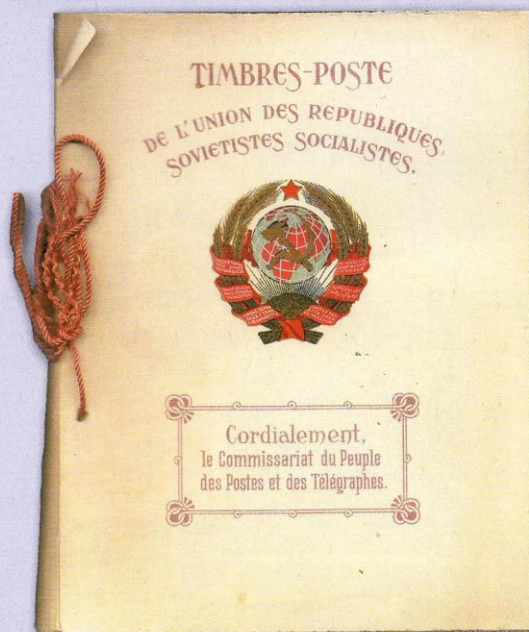 TIMBRES-POSTE
DE L'UNION DES REPUBLIQUES
SOVIETISTES SOCIALISTES.
Cordialement,
le Commissariat du Peuple
des Postes et des Télégraphes.